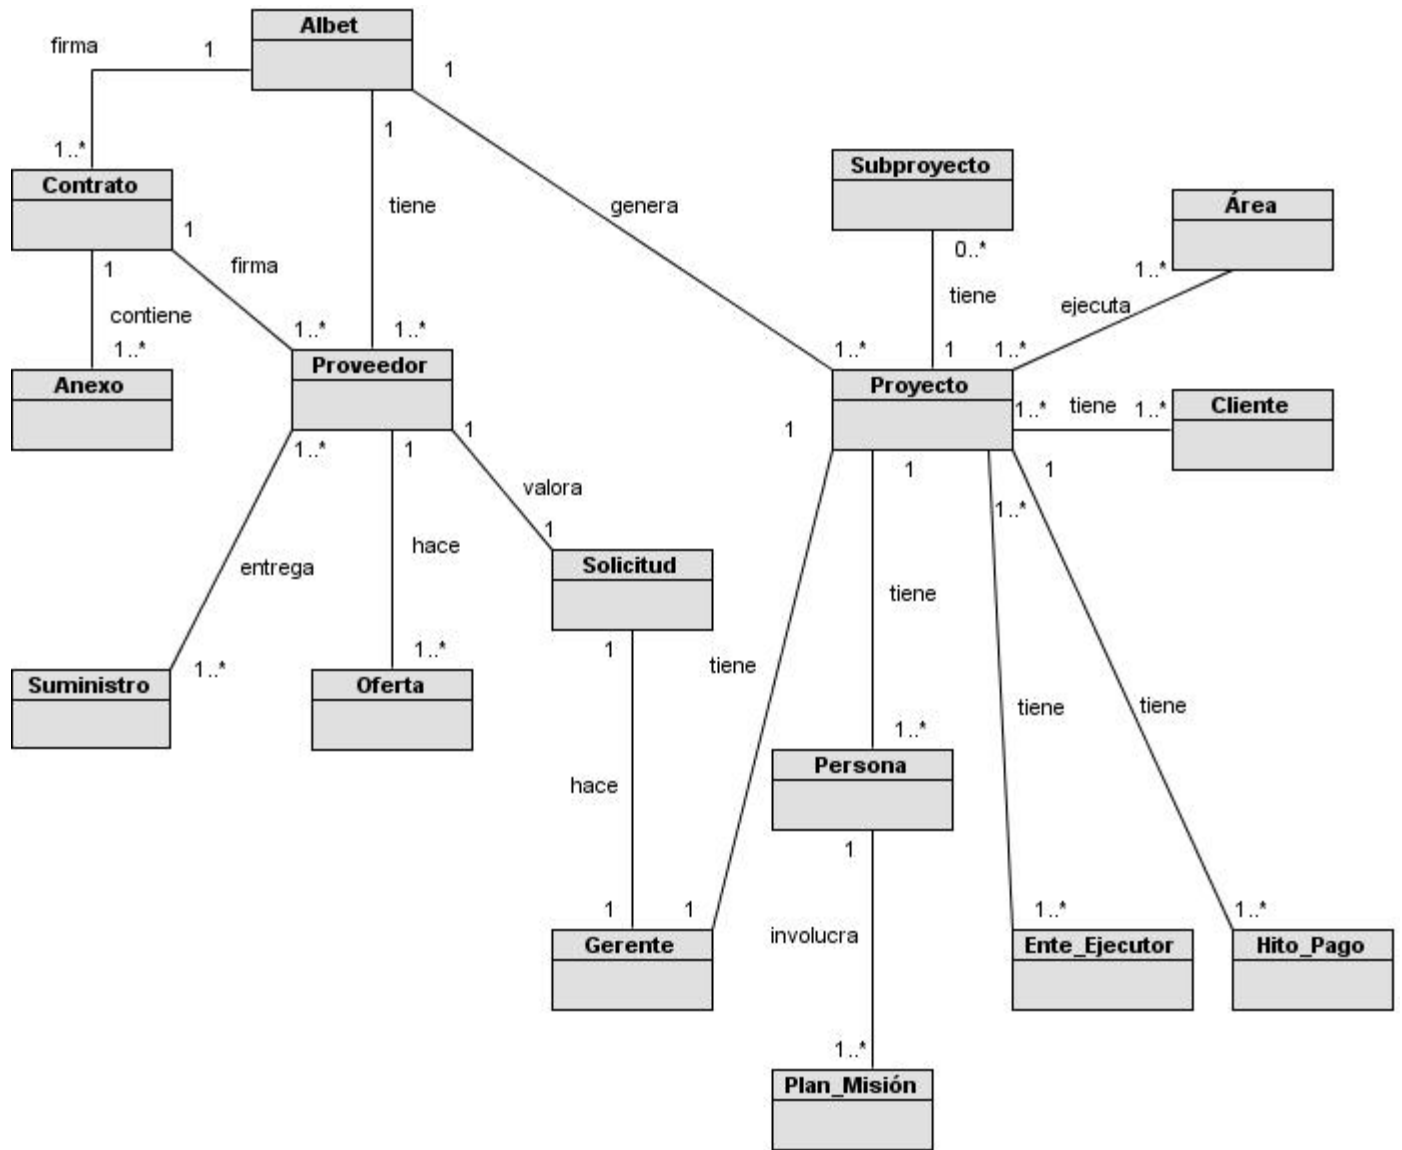 Albet
firma
1
1
1
1..*
Contrato
Subproyecto
Área
tiene
genera
1
firma
0..*
1
1..*
contiene
tiene
ejecuta
1..*
1..*
1..*
1..*
1
1..*
Anexo
Proveedor
Proyecto
Cliente
1..*
tiene
1..*
1..*
1
1
1
1
1
valora
1..*
1
hace
entrega
Solicitud
tiene
1
1..*
1..*
tiene
Suministro
Oferta
tiene
tiene
1..*
Persona
hace
1
1
1
1..*
1..*
involucra
Gerente
Ente_Ejecutor
Hito_Pago
1..*
Plan_Misión